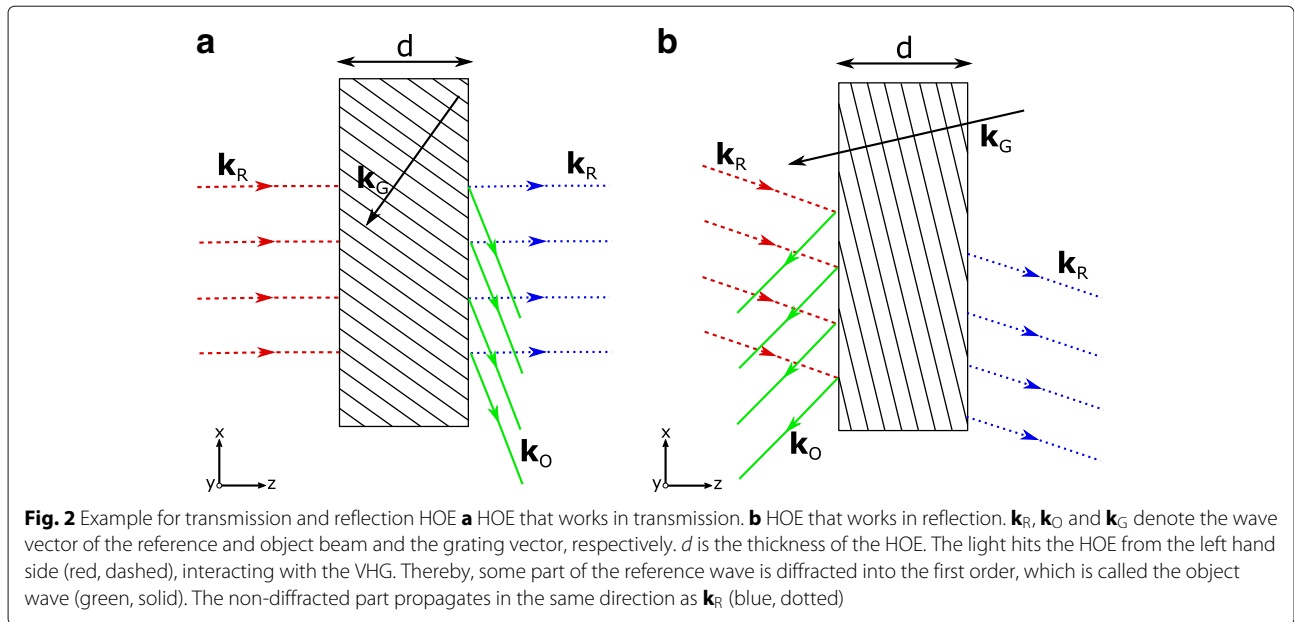 a
d
k_R
k_G
k_R
k_O
x
y
z
b
d
k_R
k_G
k_R
k_O
x
y
z
Fig. 2 Example for transmission and reflection HOE a HOE that works in transmission. b HOE that works in reflection. k_R, k_O and k_G denote the wave
vector of the reference and object beam and the grating vector, respectively. d is the thickness of the HOE. The light hits the HOE from the left hand
side (red, dashed), interacting with the VHG. Thereby, some part of the reference wave is diffracted into the first order, which is called the object
wave (green, solid). The non-diffracted part propagates in the same direction as k_R (blue, dotted)